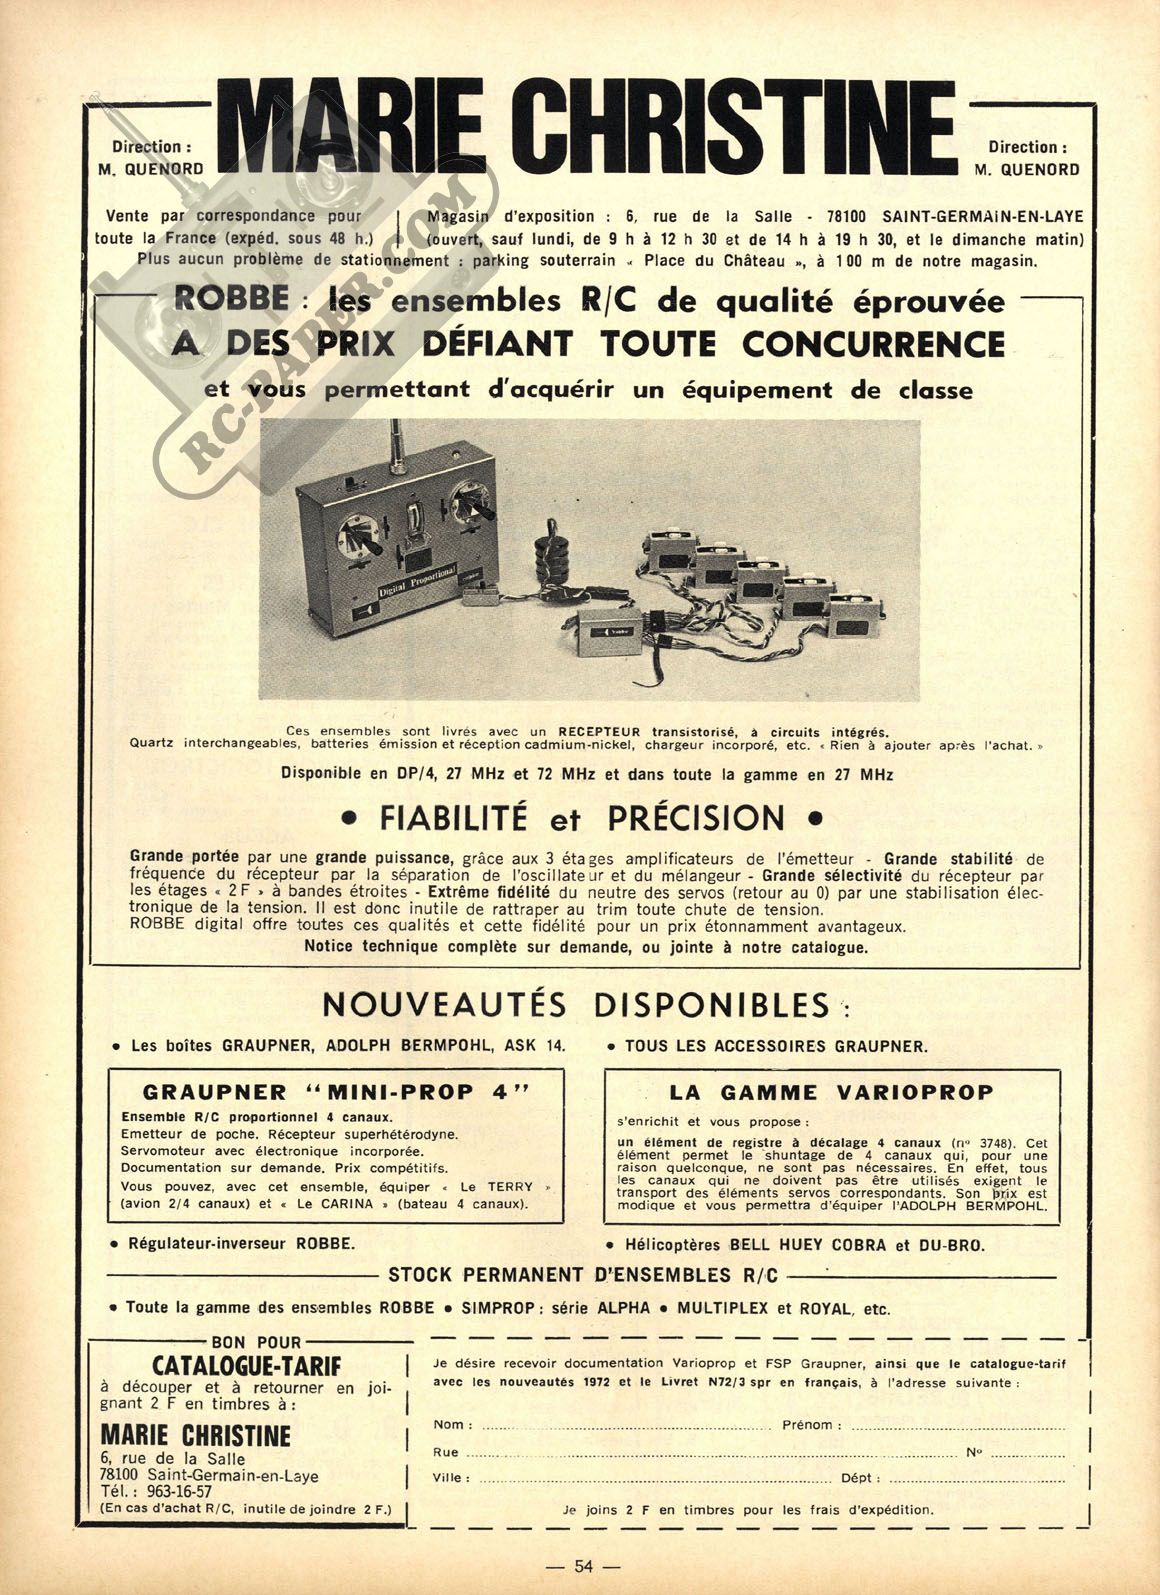 MARIE CHRISTINE
Direction :
M. QUENORD
Direction :
M. QUENORD
Vente par correspondance pour
toute la France (expéd. sous 48 h.)
Magasin d'exposition : 6, rue de la Salle - 78100 SAINT-GERMAIN-EN-LAYE
(ouvert, sauf lundi, de 9 h à 12 h 30 et de 14 h à 19 h 30, et le dimanche matin)
Plus aucun problème de stationnement : parking souterrain « Place du Château », à 100 m de notre magasin.
RC-PAPER.COM
ROBBE : les ensembles R/C de qualité éprouvée
A DES PRIX DÉFIANT TOUTE CONCURRENCE
et vous permettant d'acquérir un équipement de classe
Digital Proportional
Ces ensembles sont livrés avec un RECEPTEUR transistorisé, à circuits intégrés.
Quartz interchangeables, batteries émission et réception cadmium-nickel, chargeur incorporé, etc. « Rien à ajouter après l'achat. »
Disponible en DP/4, 27 MHz et 72 MHz et dans toute la gamme en 27 MHz
• FIABILITÉ et PRÉCISION •
Grande portée par une grande puissance, grâce aux 3 étages amplificateurs de l'émetteur - Grande stabilité de
fréquence du récepteur par la séparation de l'oscillateur et du mélangeur - Grande sélectivité du récepteur par
les étages « 2 F » à bandes étroites - Extrême fidélité du neutre des servos (retour au 0) par une stabilisation élec-
tronique de la tension. Il est donc inutile de rattraper au trim toute chute de tension.
ROBBE digital offre toutes ces qualités et cette fidélité pour un prix étonnamment avantageux.
Notice technique complète sur demande, ou jointe à notre catalogue.
NOUVEAUTÉS DISPONIBLES :
• Les boîtes GRAUPNER, ADOLPH BERMPOHL, ASK 14.
• TOUS LES ACCESSOIRES GRAUPNER.
GRAUPNER "MINI-PROP 4"
Ensemble R/C proportionnel 4 canaux.
Emetteur de poche. Récepteur superhétérodyne.
Servomoteur avec électronique incorporée.
Documentation sur demande. Prix compétitifs.
Vous pouvez, avec cet ensemble, équiper « Le TERRY »
(avion 2/4 canaux) et « Le CARINA » (bateau 4 canaux).
LA GAMME VARIOPROP
s'enrichit et vous propose :
un élément de registre à décalage 4 canaux (nº 3748). Cet
élément permet le shuntage de 4 canaux qui, pour une
raison quelconque, ne sont pas nécessaires. En effet, tous
les canaux qui ne doivent pas être utilisés exigent le
transport des éléments servos correspondants. Son prix est
modique et vous permettra d'équiper l'ADOLPH BERMPOHL.
• Régulateur-inverseur ROBBE.
• Hélicoptères BELL HUEY COBRA et DU-BRO.
STOCK PERMANENT D'ENSEMBLES R/C
• Toute la gamme des ensembles ROBBE • SIMPROP : série ALPHA • MULTIPLEX et ROYAL, etc.
BON POUR
CATALOGUE-TARIF
à découper et à retourner en joi-
gnant 2 F en timbres à :
MARIE CHRISTINE
6, rue de la Salle
78100 Saint-Germain-en-Laye
Tél. : 963-16-57
(En cas d'achat R/C, inutile de joindre 2 F.)
Je désire recevoir documentation Varioprop et FSP Graupner, ainsi que le catalogue-tarif
avec les nouveautés 1972 et le Livret N72/3 spr en français, à l'adresse suivante :
Nom : Prénom :
Rue Nº
Ville : Dépt :
Je joins 2 F en timbres pour les frais d'expédition.
— 54 —